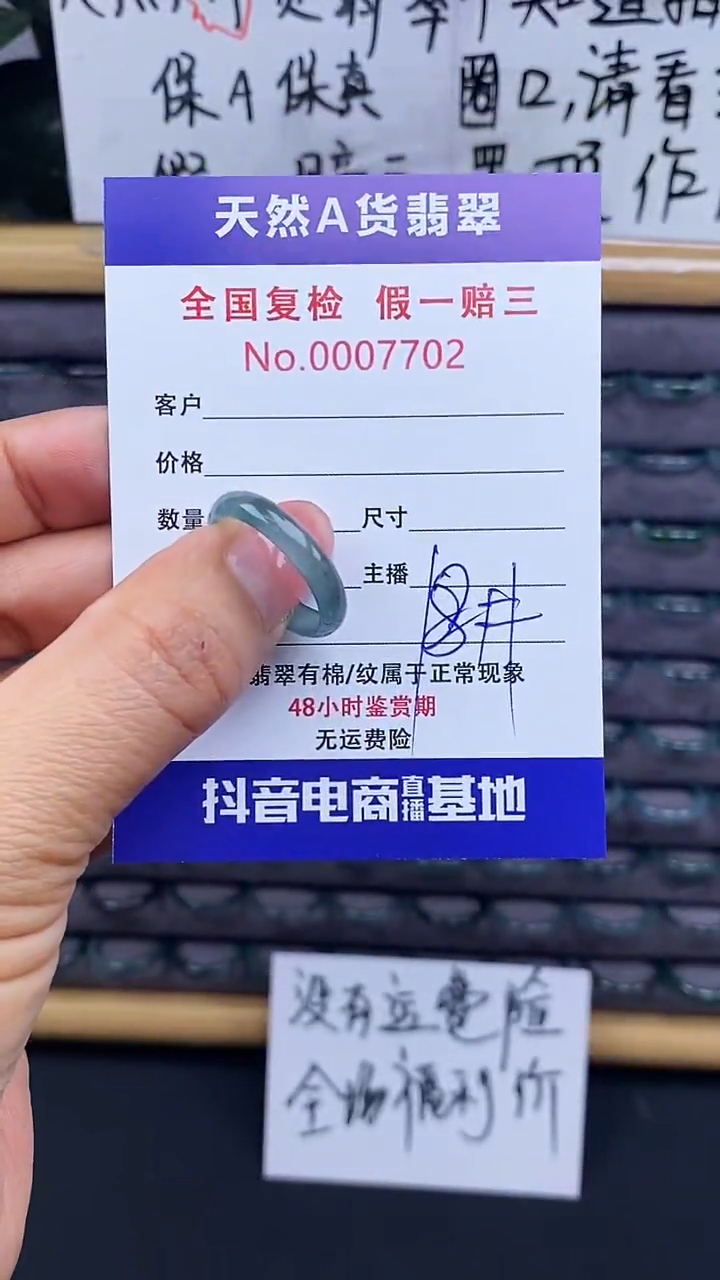 保A保真 圈口,请看
天然A货翡翠
全国复检 假一赔三
No.0007702
客户
价格
数量 尺寸
主播
翡翠有棉/纹属于正常现象
48小时鉴赏期
无运费险
抖音电商直播基地
没有运费险
全场福利价